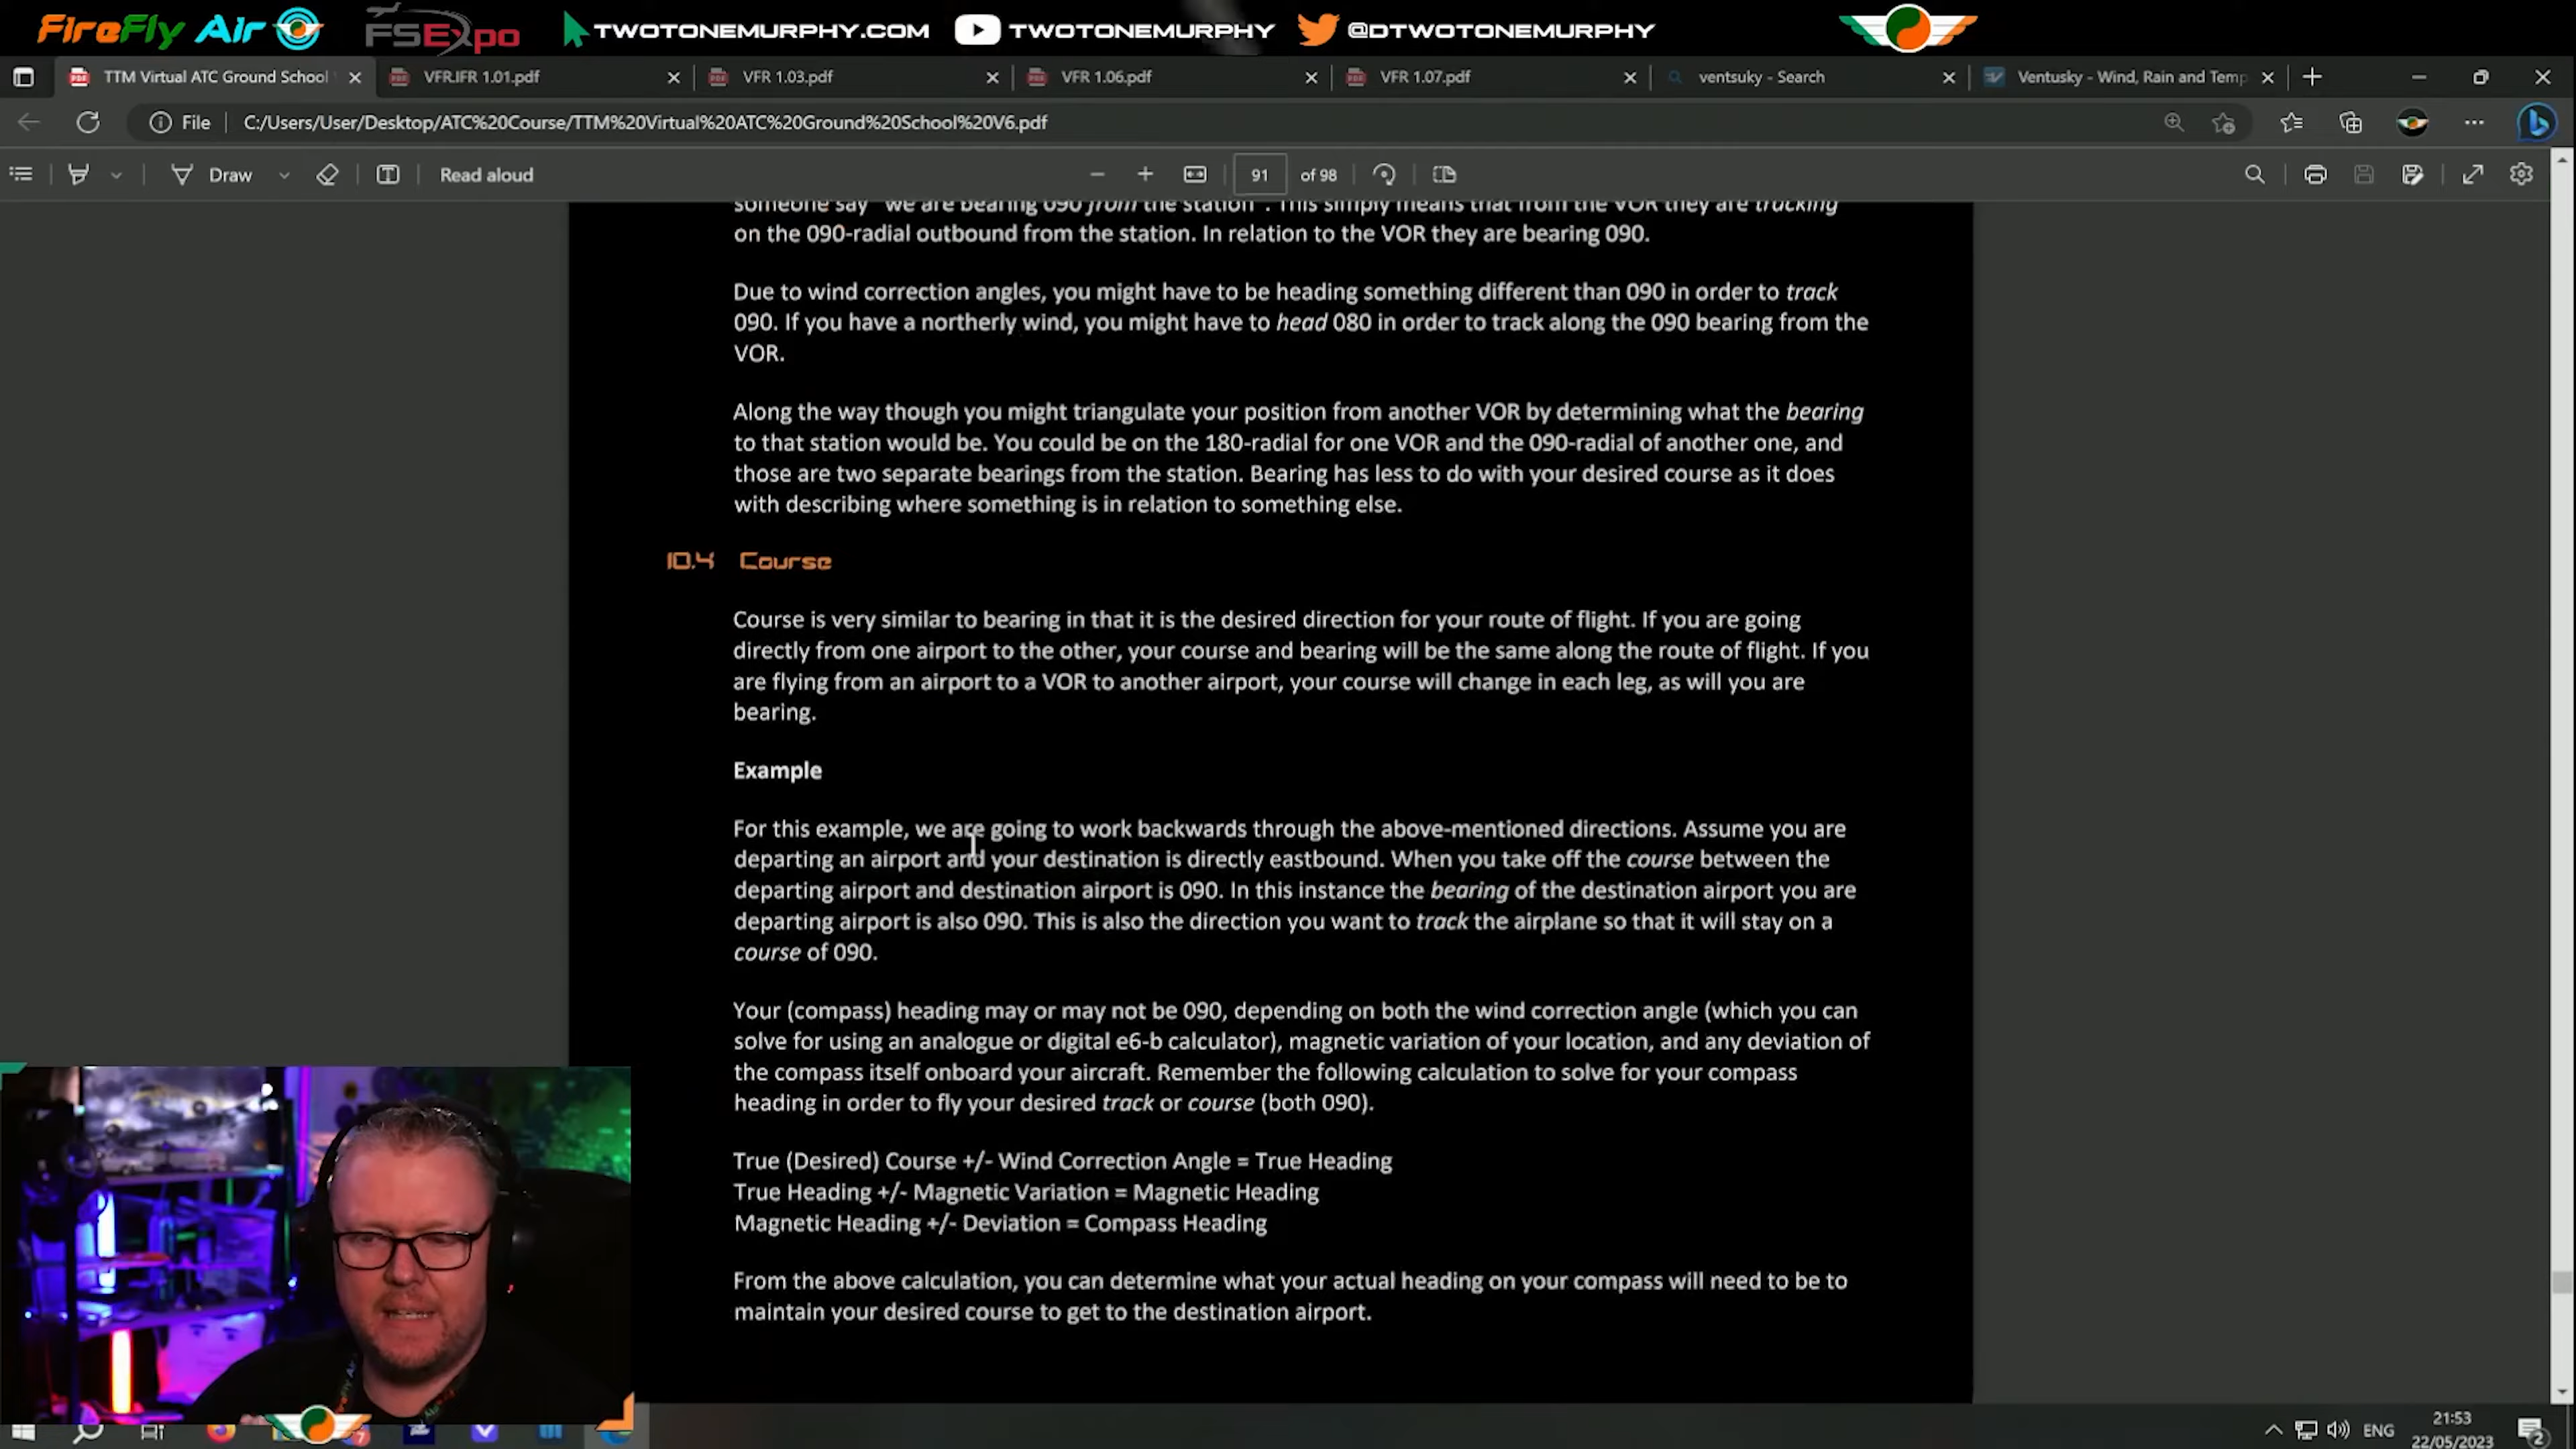 FireFly Air
FSExpo
TWOTONEMURPHY.COM
TWOTONEMURPHY
@DTWOTONEMURPHY
TTM Virtual ATC Ground School
VFR.IFR 1.01.pdf
VFR 1.03.pdf
VFR 1.06.pdf
VFR 1.07.pdf
ventsuky - Search
Ventusky - Wind, Rain and Temp
File
C:/Users/User/Desktop/ATC%20Course/TTM%20Virtual%20ATC%20Ground%20School%20V6.pdf
Draw
Read aloud
91
of 98
someone say "we are bearing 090 from the station". This simply means that from the VOR they are tracking
on the 090-radial outbound from the station. In relation to the VOR they are bearing 090.
Due to wind correction angles, you might have to be heading something different than 090 in order to track
090. If you have a northerly wind, you might have to head 080 in order to track along the 090 bearing from the
VOR.
Along the way though you might triangulate your position from another VOR by determining what the bearing
to that station would be. You could be on the 180-radial for one VOR and the 090-radial of another one, and
those are two separate bearings from the station. Bearing has less to do with your desired course as it does
with describing where something is in relation to something else.
10.4 Course
Course is very similar to bearing in that it is the desired direction for your route of flight. If you are going
directly from one airport to the other, your course and bearing will be the same along the route of flight. If you
are flying from an airport to a VOR to another airport, your course will change in each leg, as will you are
bearing.
Example
For this example, we are going to work backwards through the above-mentioned directions. Assume you are
departing an airport and your destination is directly eastbound. When you take off the course between the
departing airport and destination airport is 090. In this instance the bearing of the destination airport you are
departing airport is also 090. This is also the direction you want to track the airplane so that it will stay on a
course of 090.
Your (compass) heading may or may not be 090, depending on both the wind correction angle (which you can
solve for using an analogue or digital e6-b calculator), magnetic variation of your location, and any deviation of
the compass itself onboard your aircraft. Remember the following calculation to solve for your compass
heading in order to fly your desired track or course (both 090).
True (Desired) Course +/- Wind Correction Angle = True Heading
True Heading +/- Magnetic Variation = Magnetic Heading
Magnetic Heading +/- Deviation = Compass Heading
From the above calculation, you can determine what your actual heading on your compass will need to be to
maintain your desired course to get to the destination airport.
ENG
21:53
22/05/2023
2